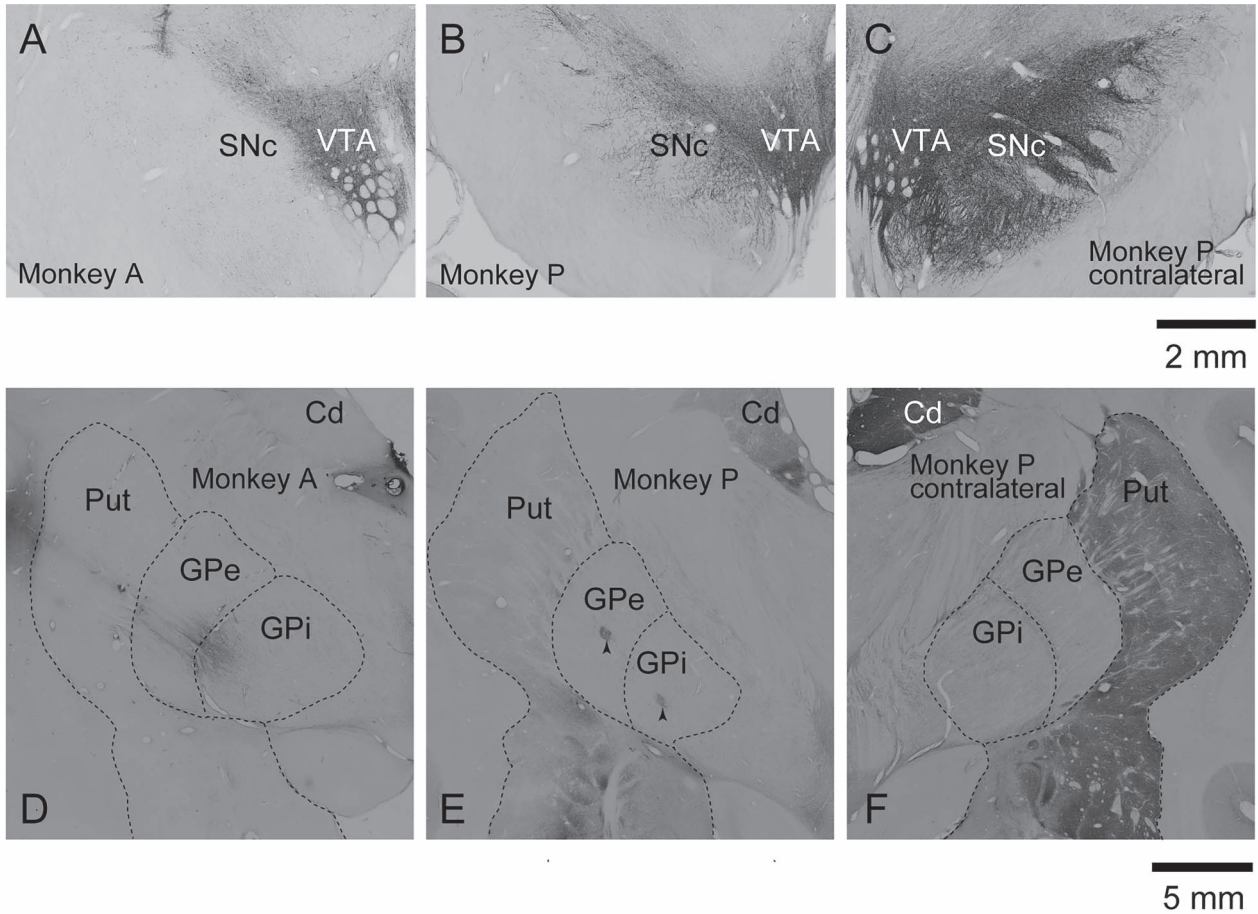 A
SNc
VTA
Monkey A
B
SNc
VTA
Monkey P
C
VTA
SNc
Monkey P
contralateral
2 mm
Cd
Monkey A
Put
GPe
GPi
D
Cd
Monkey P
Put
GPe
GPi
E
Cd
Monkey P
contralateral
Put
GPe
GPi
F
5 mm